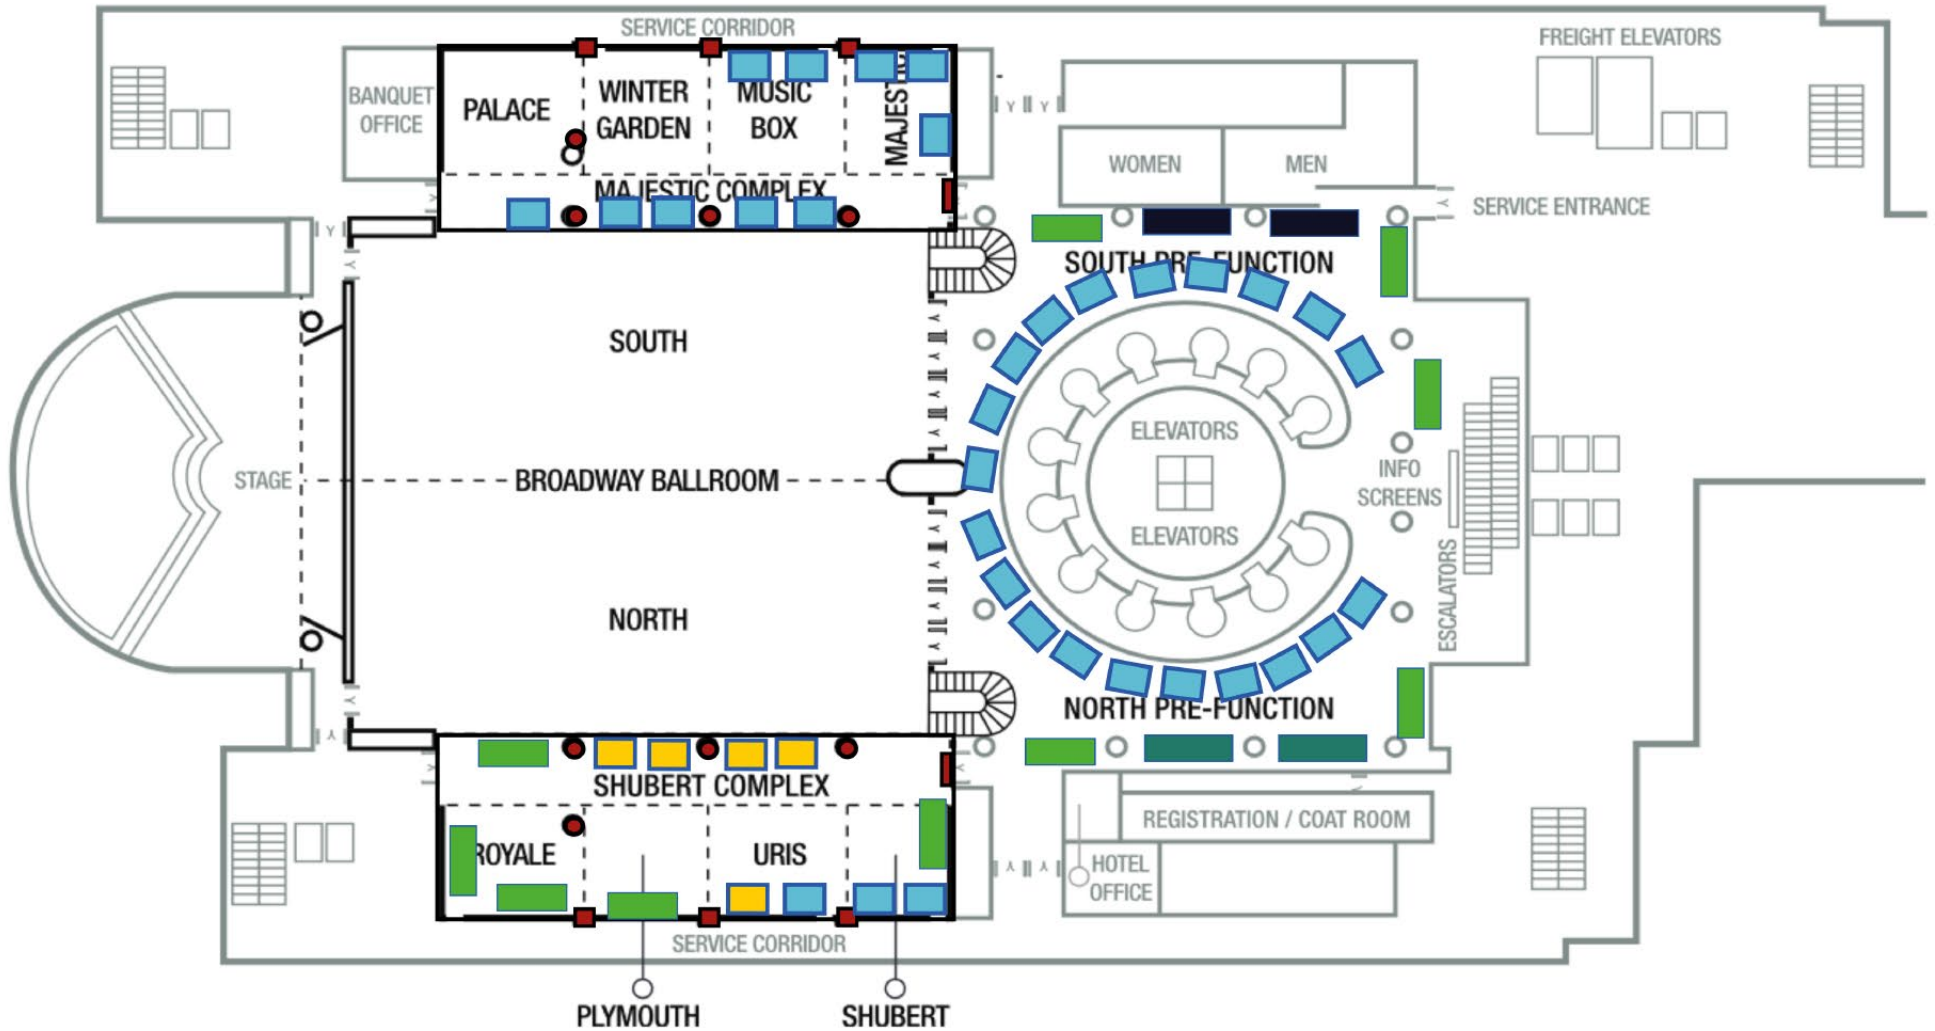 SERVICE CORRIDOR
FREIGHT ELEVATORS
BANQUET
OFFICE
PALACE
WINTER
GARDEN
MUSIC
BOX
MAJESTIC
MAJESTIC COMPLEX
WOMEN
MEN
SERVICE ENTRANCE
SOUTH PRE-FUNCTION
SOUTH
ELEVATORS
INFO
SCREENS
STAGE
BROADWAY BALLROOM
ELEVATORS
ESCALATORS
NORTH
NORTH PRE-FUNCTION
SHUBERT COMPLEX
REGISTRATION / COAT ROOM
ROYALE
URIS
HOTEL
OFFICE
SERVICE CORRIDOR
PLYMOUTH
SHUBERT